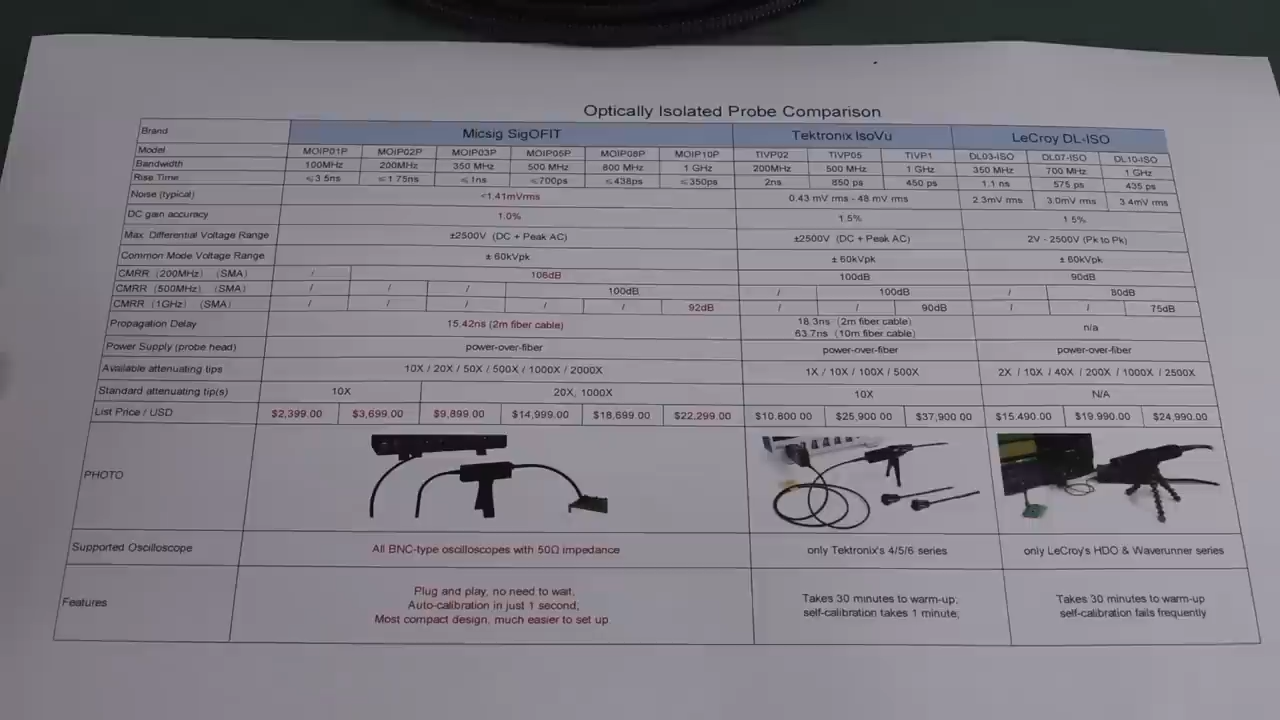 Optically Isolated Probe Comparison
Brand Micsig SigOFIT Tektronix IsoVu LeCroy DL-ISO
Model MOIP01P MOIP02P MOIP03P MOIP05P MOIP08P MOIP10P TIVP02 TIVP05 TIVP1 DL03-ISO DL07-ISO DL10-ISO
Bandwidth 100MHz 200MHz 350 MHz 500 MHz 800 MHz 1 GHz 200MHz 500 MHz 1 GHz 350 MHz 700 MHz 1 GHz
Rise Time ≤3.5ns ≤1.75ns ≤1ns ≤700ps ≤438ps ≤350ps 2ns 850 ps 450 ps 1.1 ns 575 ps 435 ps
Noise (typical) <1.41mVrms 0.43 mV rms - 48 mV rms 2.3mV rms 3.0mV rms 3.4mV rms
DC gain accuracy 1.0% 1.5% 1.5%
Max. Differential Voltage Range ±2500V (DC + Peak AC) ±2500V (DC + Peak AC) 2V - 2500V (Pk to Pk)
Common Mode Voltage Range ± 60kVpk ± 60kVpk ± 60kVpk
CMRR (200MHz) (SMA) / 106dB 100dB 90dB
CMRR (500MHz) (SMA) / / / 100dB / 100dB / 80dB
CMRR (1GHz) (SMA) / / / / / 92dB / / 90dB / / 75dB
Propagation Delay 15.42ns (2m fiber cable) 18.3ns (2m fiber cable) n/a
63.7ns (10m fiber cable)
Power Supply (probe head) power-over-fiber power-over-fiber power-over-fiber
Available attenuating tips 10X / 20X / 50X / 500X / 1000X / 2000X 1X / 10X / 100X / 500X 2X / 10X / 40X / 200X / 1000X / 2500X
Standard attenuating tip(s) 10X 20X, 1000X 10X N/A
List Price / USD $2,399.00 $3,699.00 $9,899.00 $14,999.00 $18,699.00 $22,299.00 $10.800 00 $25,900 00 $37,900 00 $15.490.00 $19.990.00 $24,990.00
PHOTO
Supported Oscilloscope All BNC-type oscilloscopes with 50Ω impedance only Tektronix's 4/5/6 series only LeCroy's HDO & Waverunner series
Features Plug and play, no need to wait. Takes 30 minutes to warm-up; Takes 30 minutes to warm-up
Auto-calibration in just 1 second; self-calibration takes 1 minute; self-calibration fails frequently
Most compact design, much easier to set up.